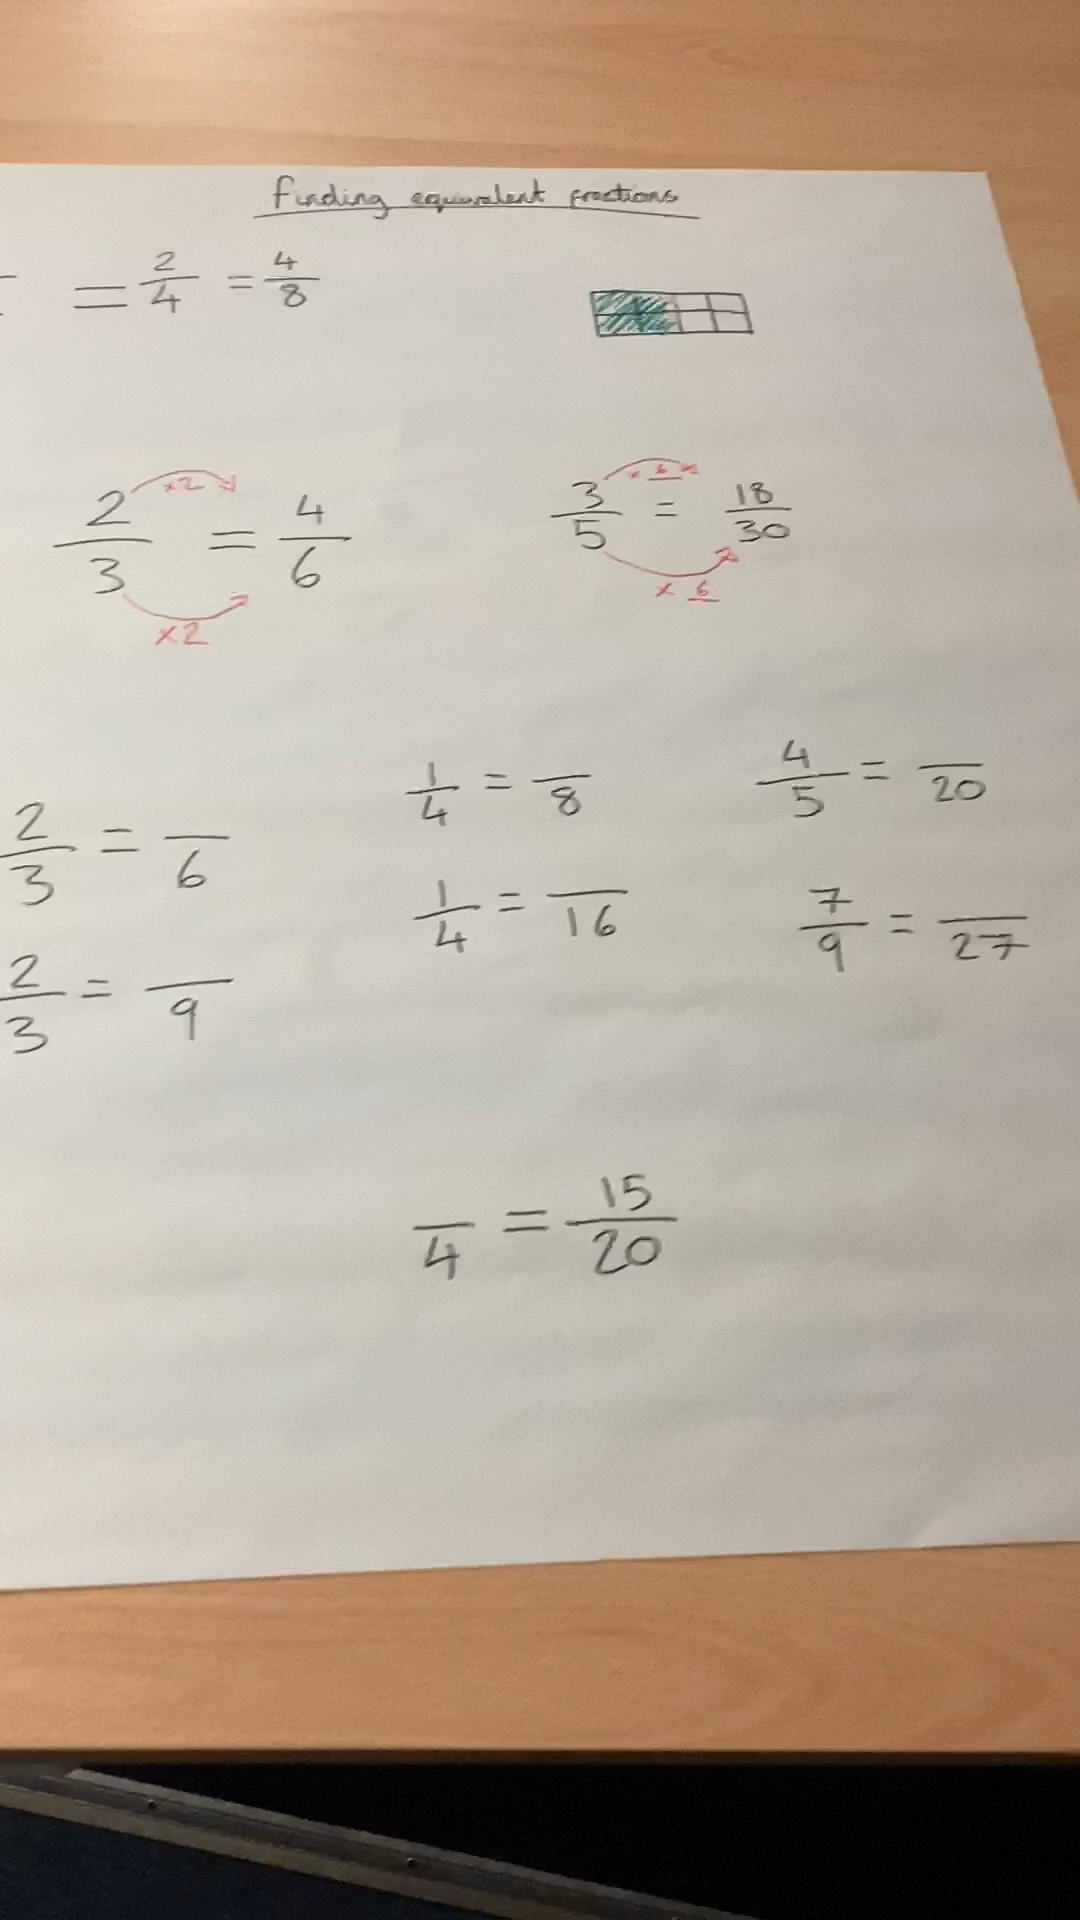 Finding equivalent fractions
= 2/4 = 4/8
×2
2/3 = 4/6
×2
× 6
3/5 = 18/30
× 6
2/3 = /6
2/3 = /9
1/4 = /8
1/4 = /16
4/5 = /20
7/9 = /27
/4 = 15/20